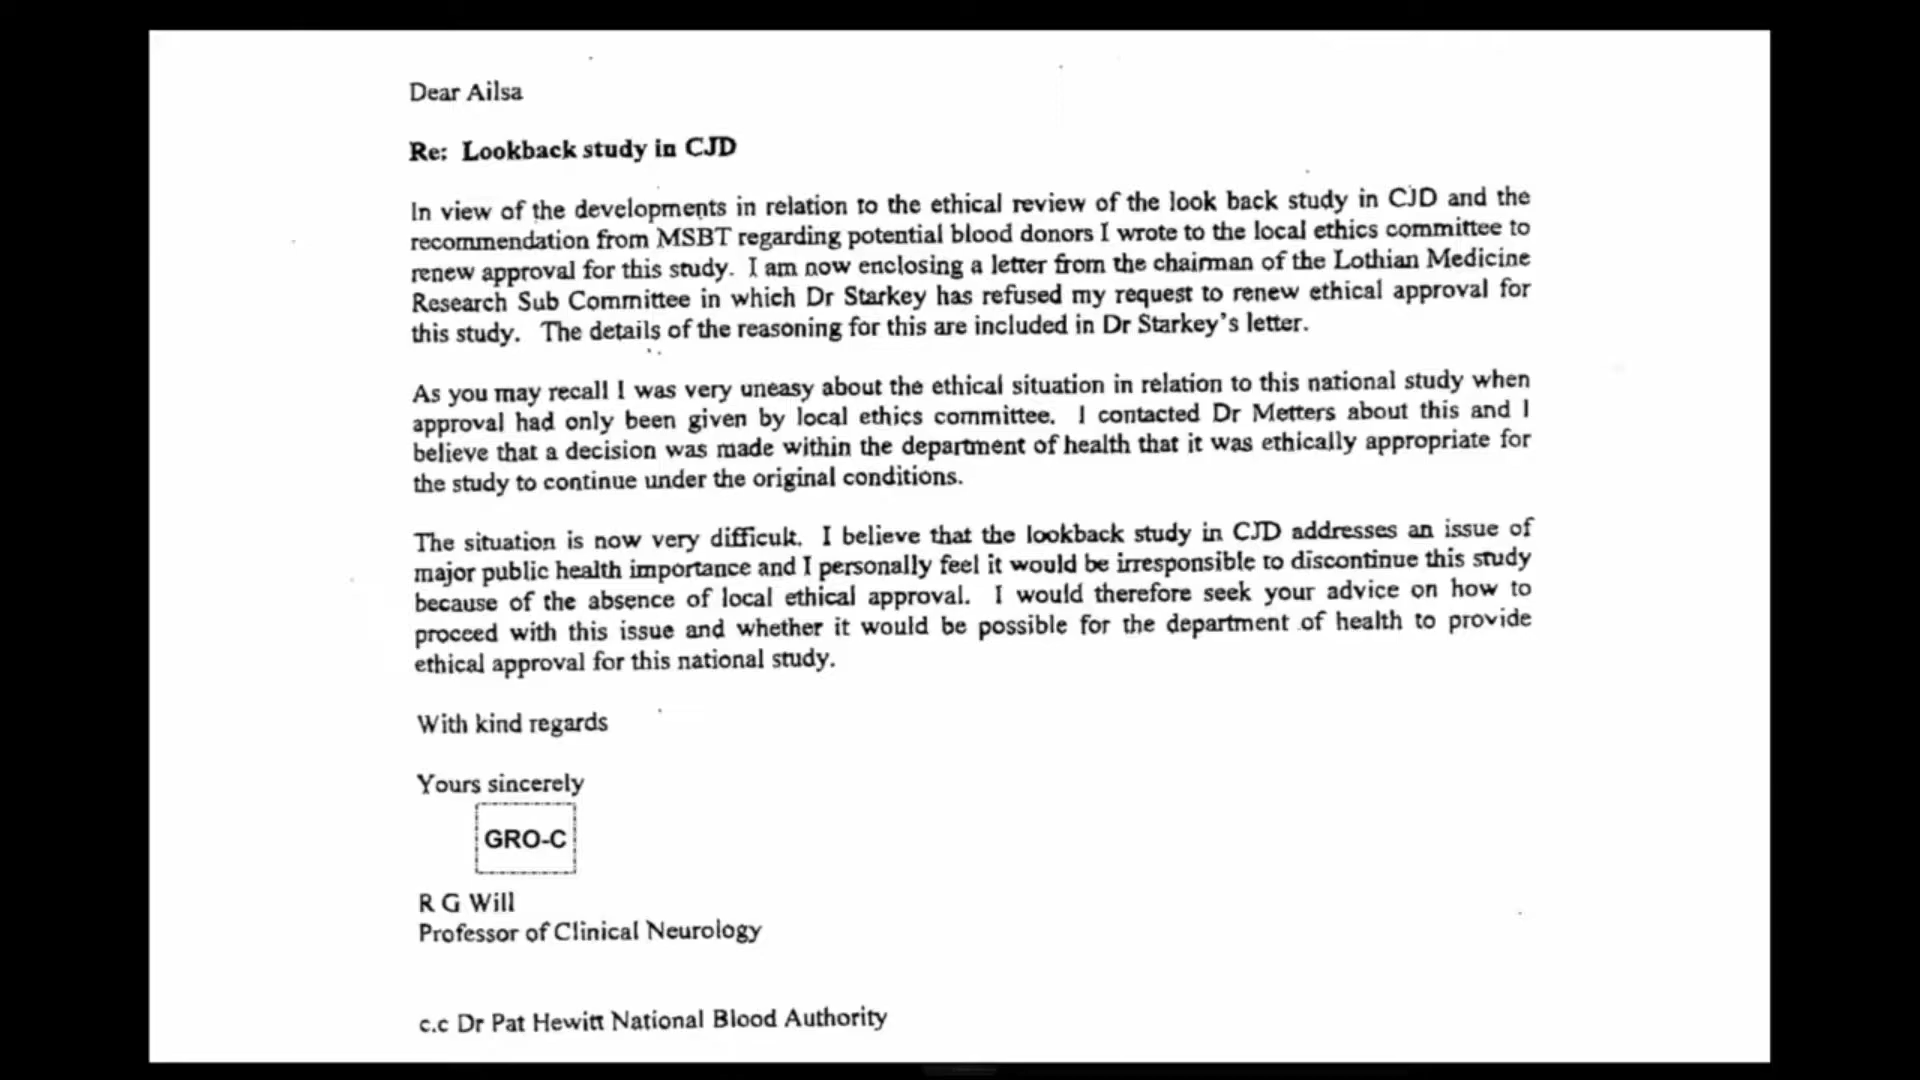 Dear Ailsa
Re: Lookback study in CJD
In view of the developments in relation to the ethical review of the look back study in CJD and the
recommendation from MSBT regarding potential blood donors I wrote to the local ethics committee to
renew approval for this study. I am now enclosing a letter from the chairman of the Lothian Medicine
Research Sub Committee in which Dr Starkey has refused my request to renew ethical approval for
this study. The details of the reasoning for this are included in Dr Starkey's letter.
As you may recall I was very uneasy about the ethical situation in relation to this national study when
approval had only been given by local ethics committee. I contacted Dr Metters about this and I
believe that a decision was made within the department of health that it was ethically appropriate for
the study to continue under the original conditions.
The situation is now very difficult. I believe that the lookback study in CJD addresses an issue of
major public health importance and I personally feel it would be irresponsible to discontinue this study
because of the absence of local ethical approval. I would therefore seek your advice on how to
proceed with this issue and whether it would be possible for the department of health to provide
ethical approval for this national study.
With kind regards
Yours sincerely
GRO-C
R G Will
Professor of Clinical Neurology
c.c Dr Pat Hewitt National Blood Authority